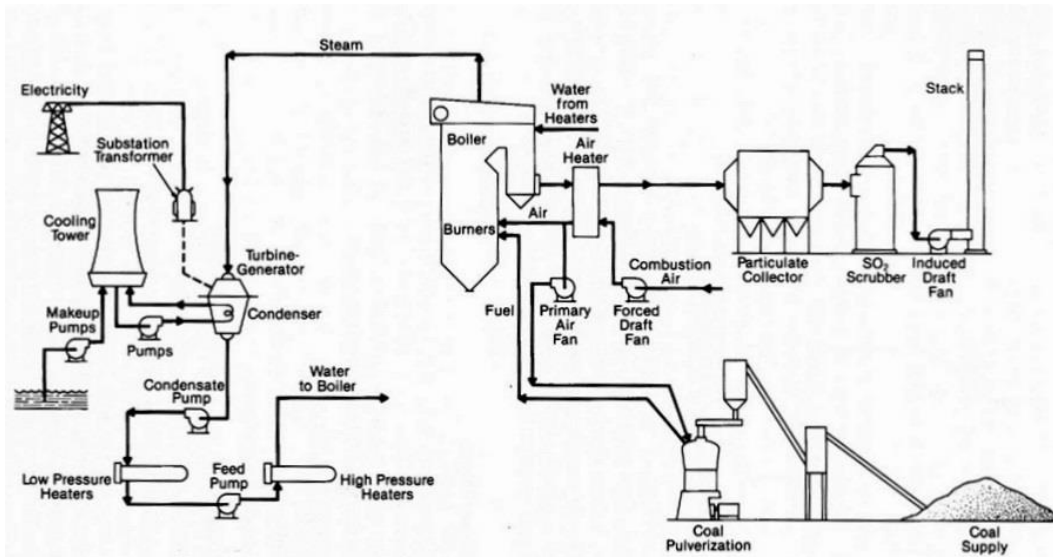 Steam
Electricity
Substation
Transformer
Cooling
Tower
Turbine-
Generator
Condenser
Makeup
Pumps
Pumps
Condensate
Pump
Water
to Boiler
Low Pressure
Heaters
Feed
Pump
High Pressure
Heaters
Water
from
Heaters
Boiler
Air
Heater
Air
Burners
Fuel
Primary
Air
Fan
Combustion
Air
Forced
Draft
Fan
Particulate
Collector
SO₂
Scrubber
Induced
Draft
Fan
Stack
Coal
Pulverization
Coal
Supply